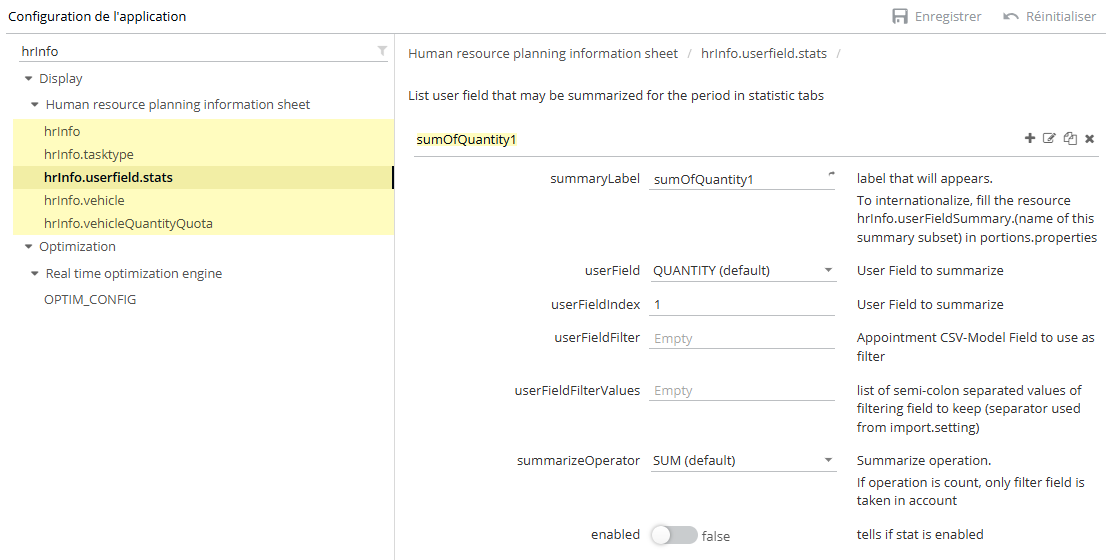 Configuration de l'application
Enregistrer
Réinitialiser
hrInfo
Display
Human resource planning information sheet
hrInfo
hrInfo.tasktype
hrInfo.userfield.stats
hrInfo.vehicle
hrInfo.vehicleQuantityQuota
Optimization
Real time optimization engine
OPTIM_CONFIG
Human resource planning information sheet / hrInfo.userfield.stats /
List user field that may be summarized for the period in statistic tabs
sumOfQuantity1
summaryLabel sumOfQuantity1 label that will appears.
To internationalize, fill the resource
hrInfo.userFieldSummary.(name of this
summary subset) in portions.properties
userField QUANTITY (default) User Field to summarize
userFieldIndex 1 User Field to summarize
userFieldFilter Empty Appointment CSV-Model Field to use as
filter
userFieldFilterValues Empty list of semi-colon separated values of
filtering field to keep (separator used
from import.setting)
summarizeOperator SUM (default) Summarize operation.
If operation is count, only filter field is
taken in account
enabled false tells if stat is enabled